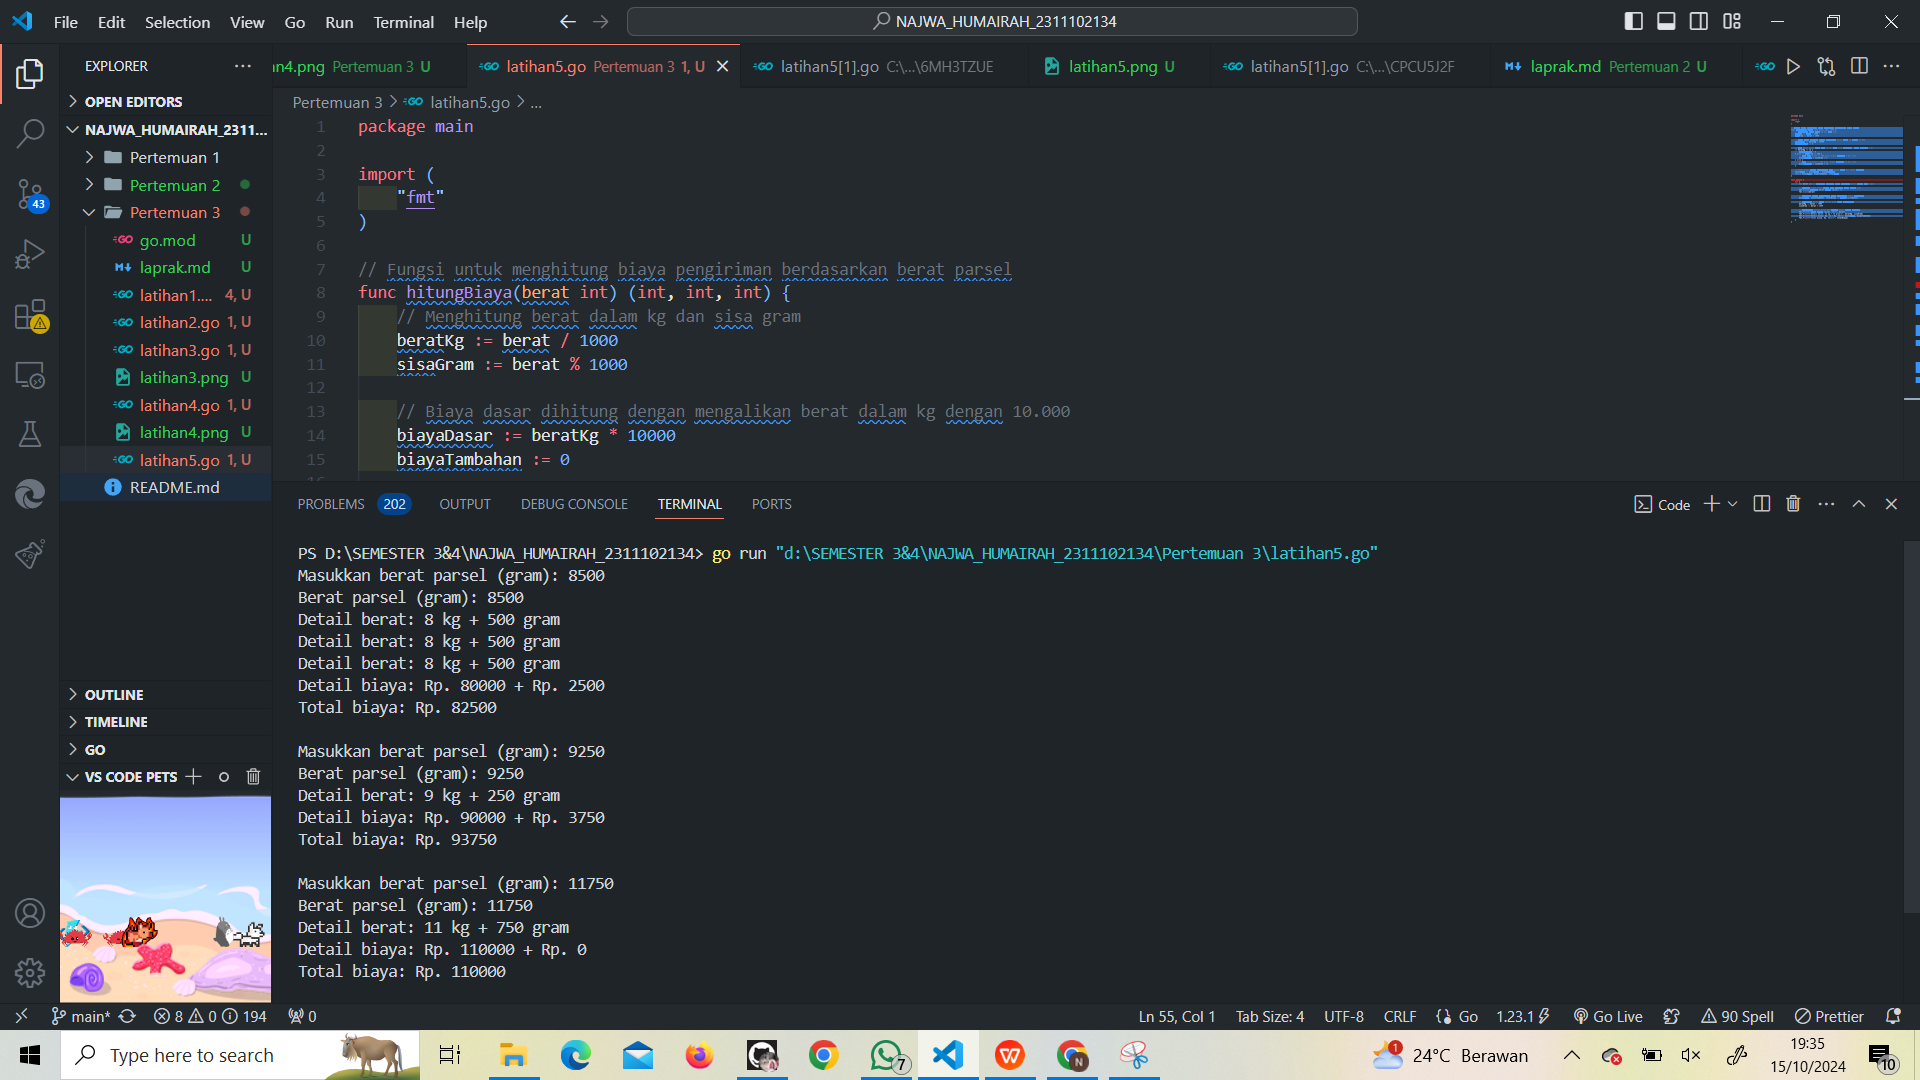 File Edit Selection View Go Run Terminal Help
NAJWA_HUMAIRAH_2311102134
EXPLORER
an4.png Pertemuan 3 U
latihan5.go Pertemuan 3 1, U
latihan5[1].go C:\...\6MH3TZUE
latihan5.png U
latihan5[1].go C:\...\CPCU5J2F
laprak.md Pertemuan 2 U
OPEN EDITORS
NAJWA_HUMAIRAH_2311...
Pertemuan 1
Pertemuan 2
Pertemuan 3
go.mod U
laprak.md U
latihan1.... 4, U
latihan2.go 1, U
latihan3.go 1, U
latihan3.png U
latihan4.go 1, U
latihan4.png U
latihan5.go 1, U
README.md
43
OUTLINE
TIMELINE
GO
VS CODE PETS
Pertemuan 3 > latihan5.go > ...
1 package main
2
3 import (
4 "fmt"
5 )
6
7 // Fungsi untuk menghitung biaya pengiriman berdasarkan berat parsel
8 func hitungBiaya(berat int) (int, int, int) {
9 // Menghitung berat dalam kg dan sisa gram
10 beratKg := berat / 1000
11 sisaGram := berat % 1000
12
13 // Biaya dasar dihitung dengan mengalikan berat dalam kg dengan 10.000
14 biayaDasar := beratKg * 10000
15 biayaTambahan := 0
PROBLEMS 202 OUTPUT DEBUG CONSOLE TERMINAL PORTS
Code
PS D:\SEMESTER 3&4\NAJWA_HUMAIRAH_2311102134> go run "d:\SEMESTER 3&4\NAJWA_HUMAIRAH_2311102134\Pertemuan 3\latihan5.go"
Masukkan berat parsel (gram): 8500
Berat parsel (gram): 8500
Detail berat: 8 kg + 500 gram
Detail berat: 8 kg + 500 gram
Detail berat: 8 kg + 500 gram
Detail biaya: Rp. 80000 + Rp. 2500
Total biaya: Rp. 82500
Masukkan berat parsel (gram): 9250
Berat parsel (gram): 9250
Detail berat: 9 kg + 250 gram
Detail biaya: Rp. 90000 + Rp. 3750
Total biaya: Rp. 93750
Masukkan berat parsel (gram): 11750
Berat parsel (gram): 11750
Detail berat: 11 kg + 750 gram
Detail biaya: Rp. 110000 + Rp. 0
Total biaya: Rp. 110000
main* 8 0 194 0
Ln 55, Col 1 Tab Size: 4 UTF-8 CRLF Go 1.23.1 Go Live 90 Spell Prettier
Type here to search
7
24°C Berawan
1
19:35
15/10/2024
10